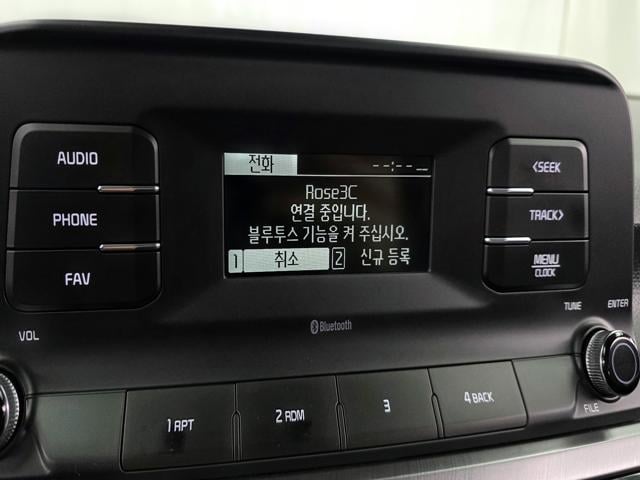 AUDIO
PHONE
FAV
VOL
전화 --:-- __
Rose3C
연결 중입니다.
블루투스 기능을 켜 주십시오.
1 취소 2 신규 등록
Bluetooth
<SEEK
TRACK>
MENU
CLOCK
TUNE ENTER
FILE
1 RPT
2 RDM
3
4 BACK